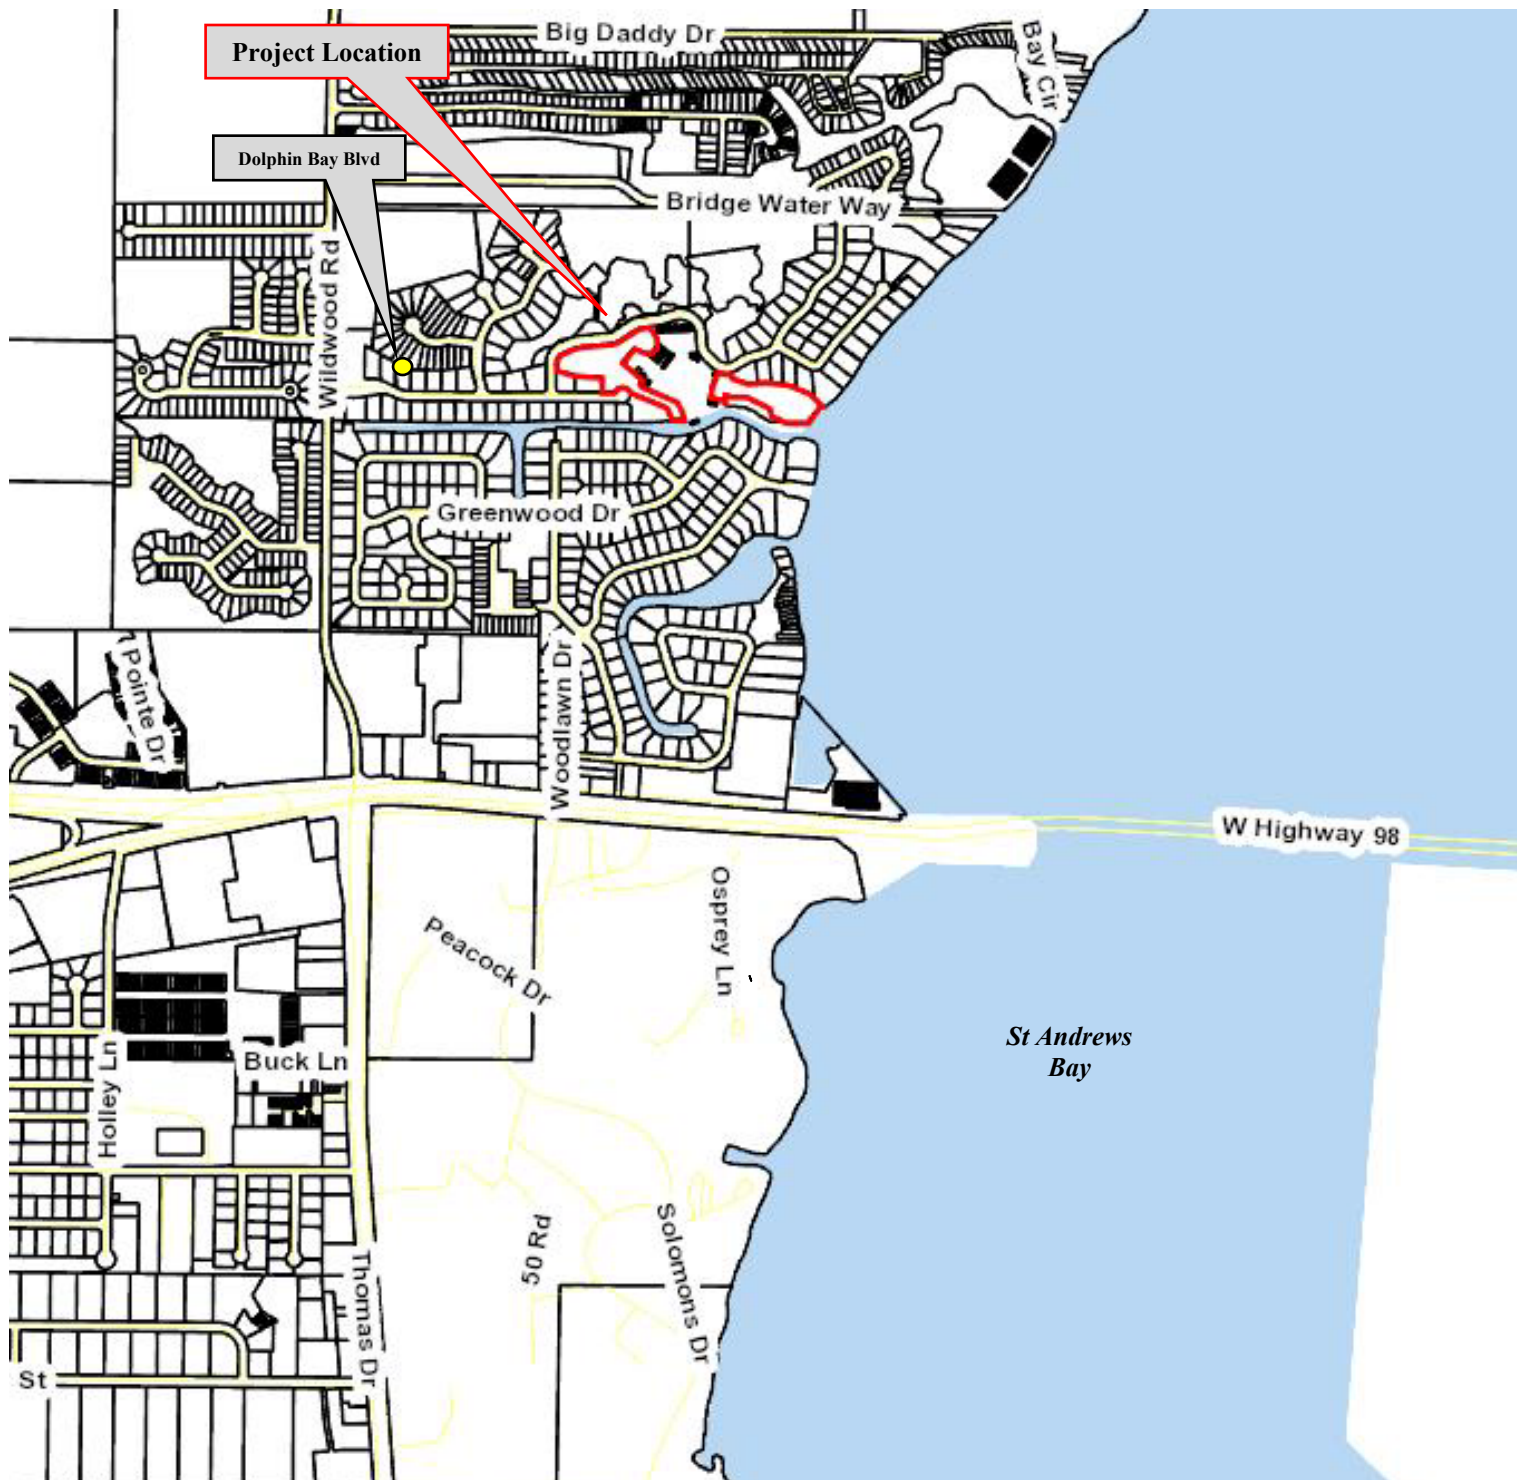 Big Daddy Dr
Bay Cir
Project Location
Dolphin Bay Blvd
Bridge Water Way
Wildwood Rd
Greenwood Dr
Pointe Dr
Woodlawn Dr
W Highway 98
Osprey Ln
Peacock Dr
St Andrews
Bay
Holley Ln
Buck Ln
50 Rd
Solomons Dr
Thomas Dr
St